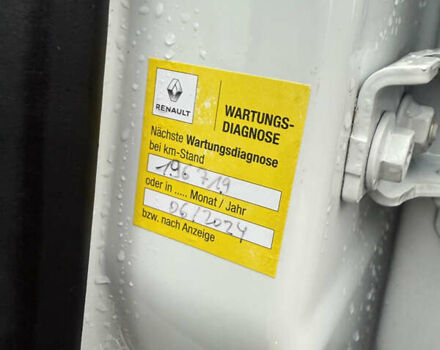 RENAULT
WARTUNGS-
DIAGNOSE
Nächste Wartungsdiagnose
bei km-Stand
196 719
oder in ..... Monat / Jahr
06/2024
bzw. nach Anzeige